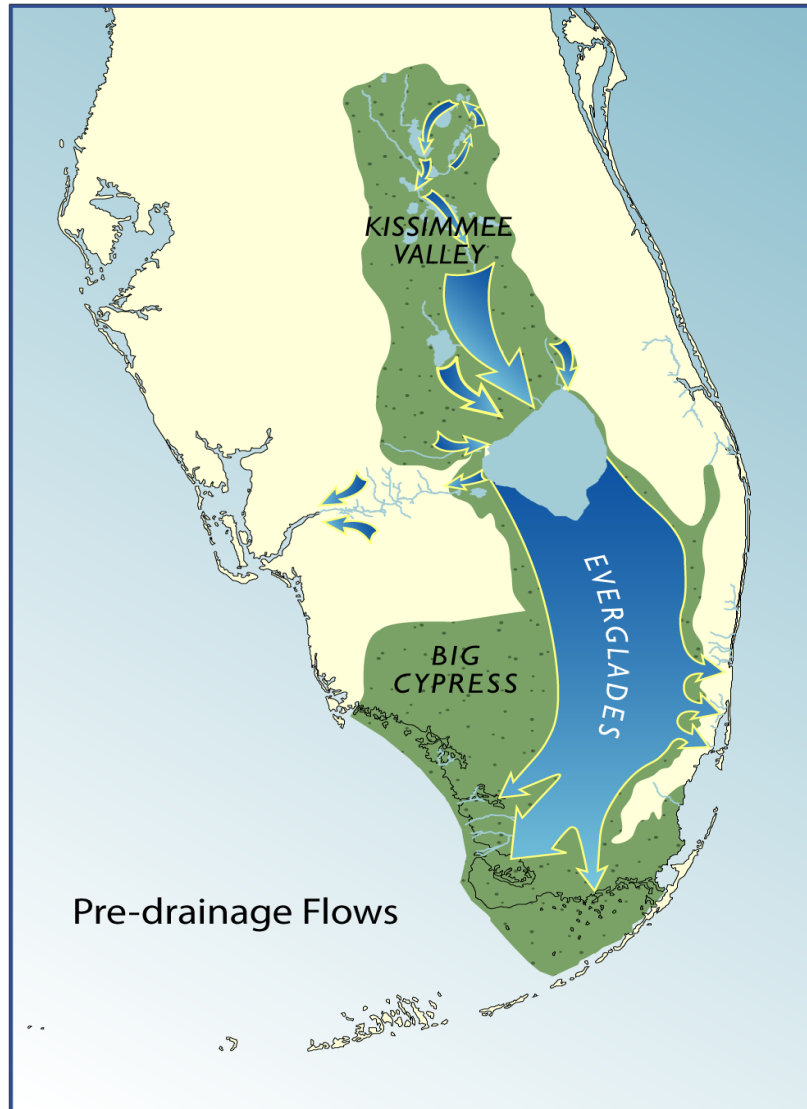 KISSIMMEE
VALLEY
EVERGLADES
BIG
CYPRESS
Pre-drainage Flows